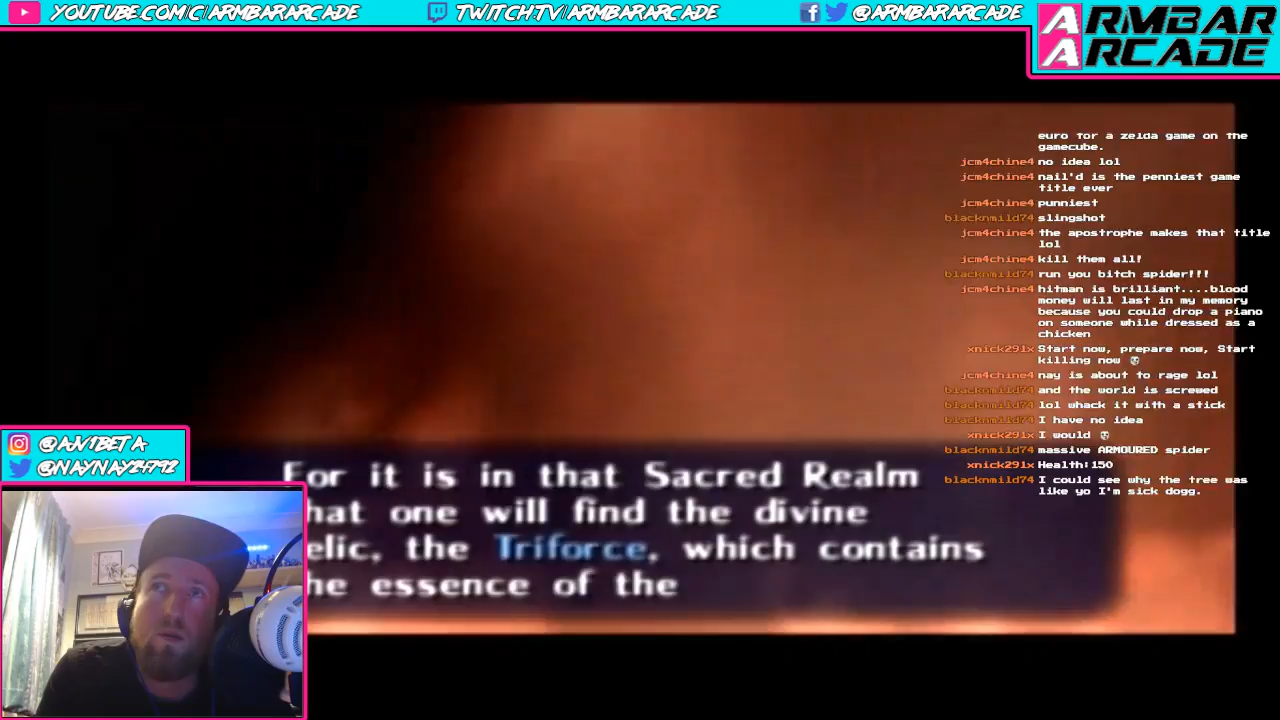 YOUTUBE.COM/C/ARMBARARCADE
TWITCH.TV/ARMBARARCADE
@ARMBARARCADE
ARMBAR
ARCADE
euro for a zelda game on the
gamecube.
jcm4chine4 no idea lol
jcm4chine4 nail'd is the penniest game
title ever
jcm4chine4 punniest
blacknmild74 slingshot
jcm4chine4 the apostrophe makes that title
lol
jcm4chine4 kill them all!
blacknmild74 run you bitch spider!!!
jcm4chine4 hitman is brilliant....blood
money will last in my memory
because you could drop a piano
on someone while dressed as a
chicken
xnick291x Start now, prepare now, Start
killing now
jcm4chine4 nay is about to rage lol
blacknmild74 and the world is screwed
blacknmild74 lol whack it with a stick
blacknmild74 I have no idea
xnick291x I would
blacknmild74 massive ARMOURED spider
xnick291x Health:150
blacknmild74 I could see why the tree was
like yo I'm sick dogg.
@AJV1BETA
@NAYNAY24792
For it is in that Sacred Realm
hat one will find the divine
elic, the Triforce, which contains
he essence of the